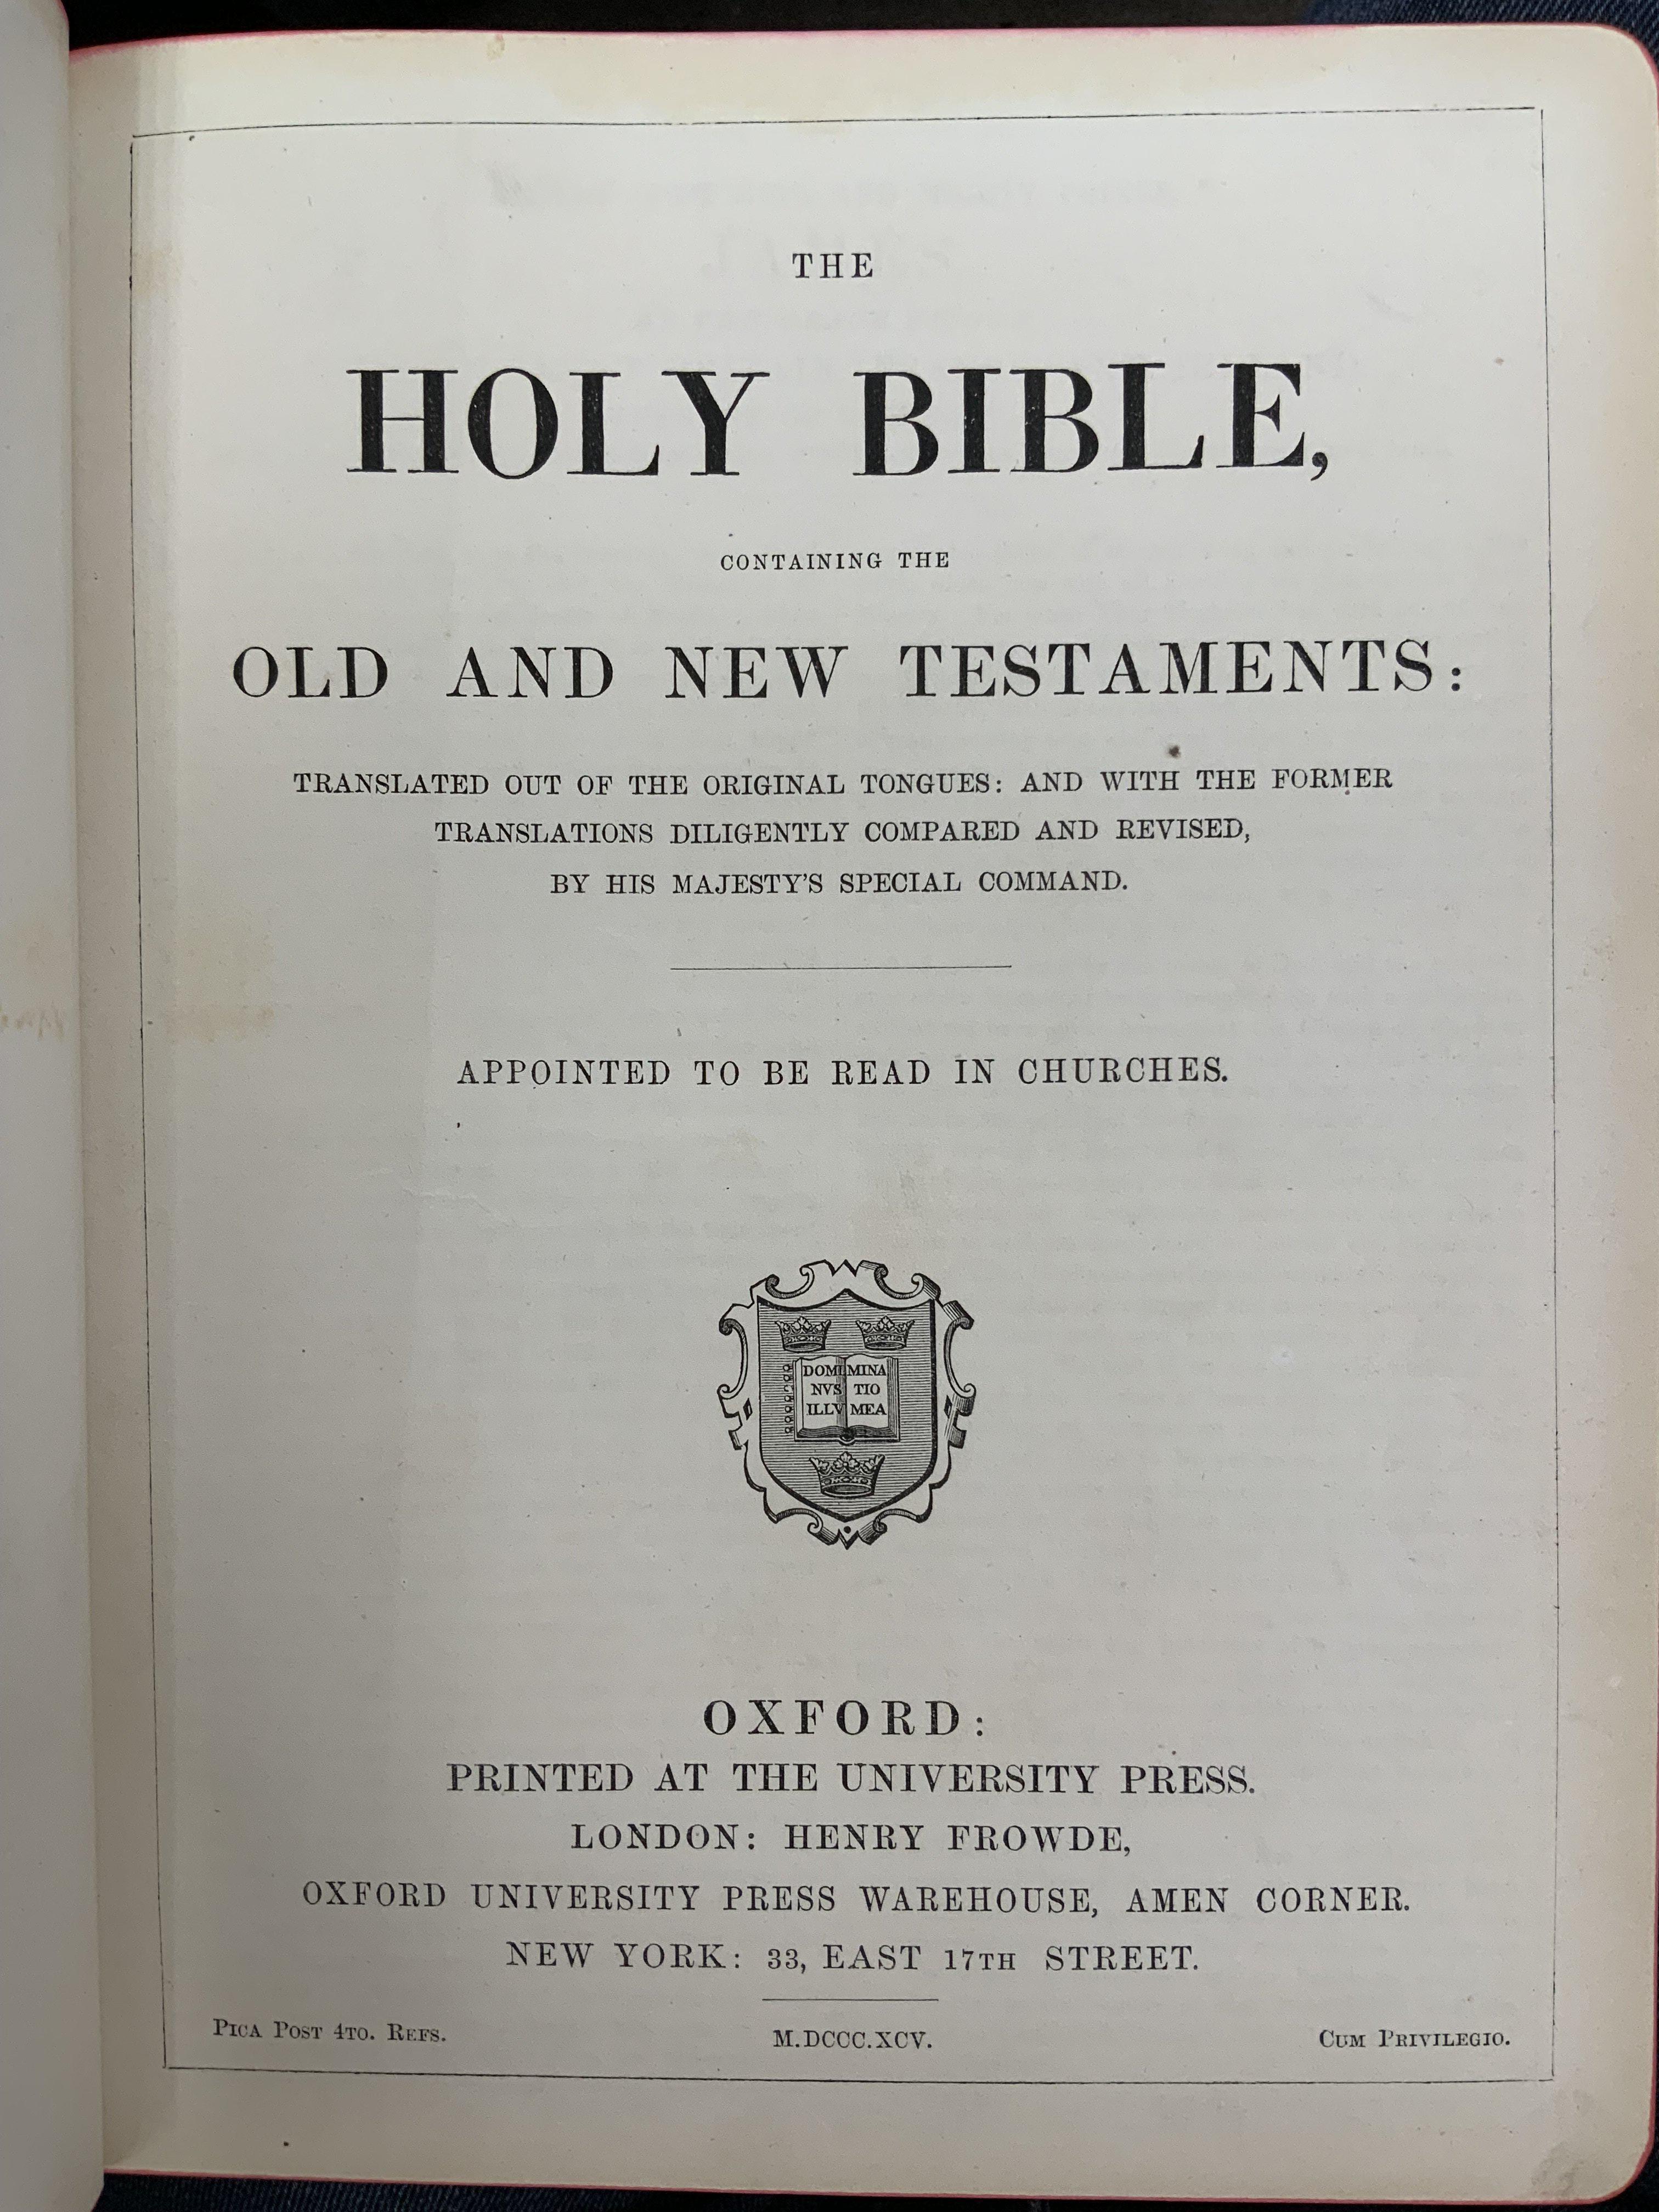 THE
HOLY BIBLE,
CONTAINING THE
OLD AND NEW TESTAMENTS:
TRANSLATED OUT OF THE ORIGINAL TONGUES: AND WITH THE FORMER
TRANSLATIONS DILIGENTLY COMPARED AND REVISED,
BY HIS MAJESTY'S SPECIAL COMMAND.
APPOINTED TO BE READ IN CHURCHES.
DOMI MINA
NVS TIO
ILLV MEA
OXFORD:
PRINTED AT THE UNIVERSITY PRESS.
LONDON: HENRY FROWDE,
OXFORD UNIVERSITY PRESS WAREHOUSE, AMEN CORNER.
NEW YORK: 33, EAST 17TH STREET.
PICA POST 4TO. REFS. M.DCCC.XCV. CUM PRIVILEGIO.